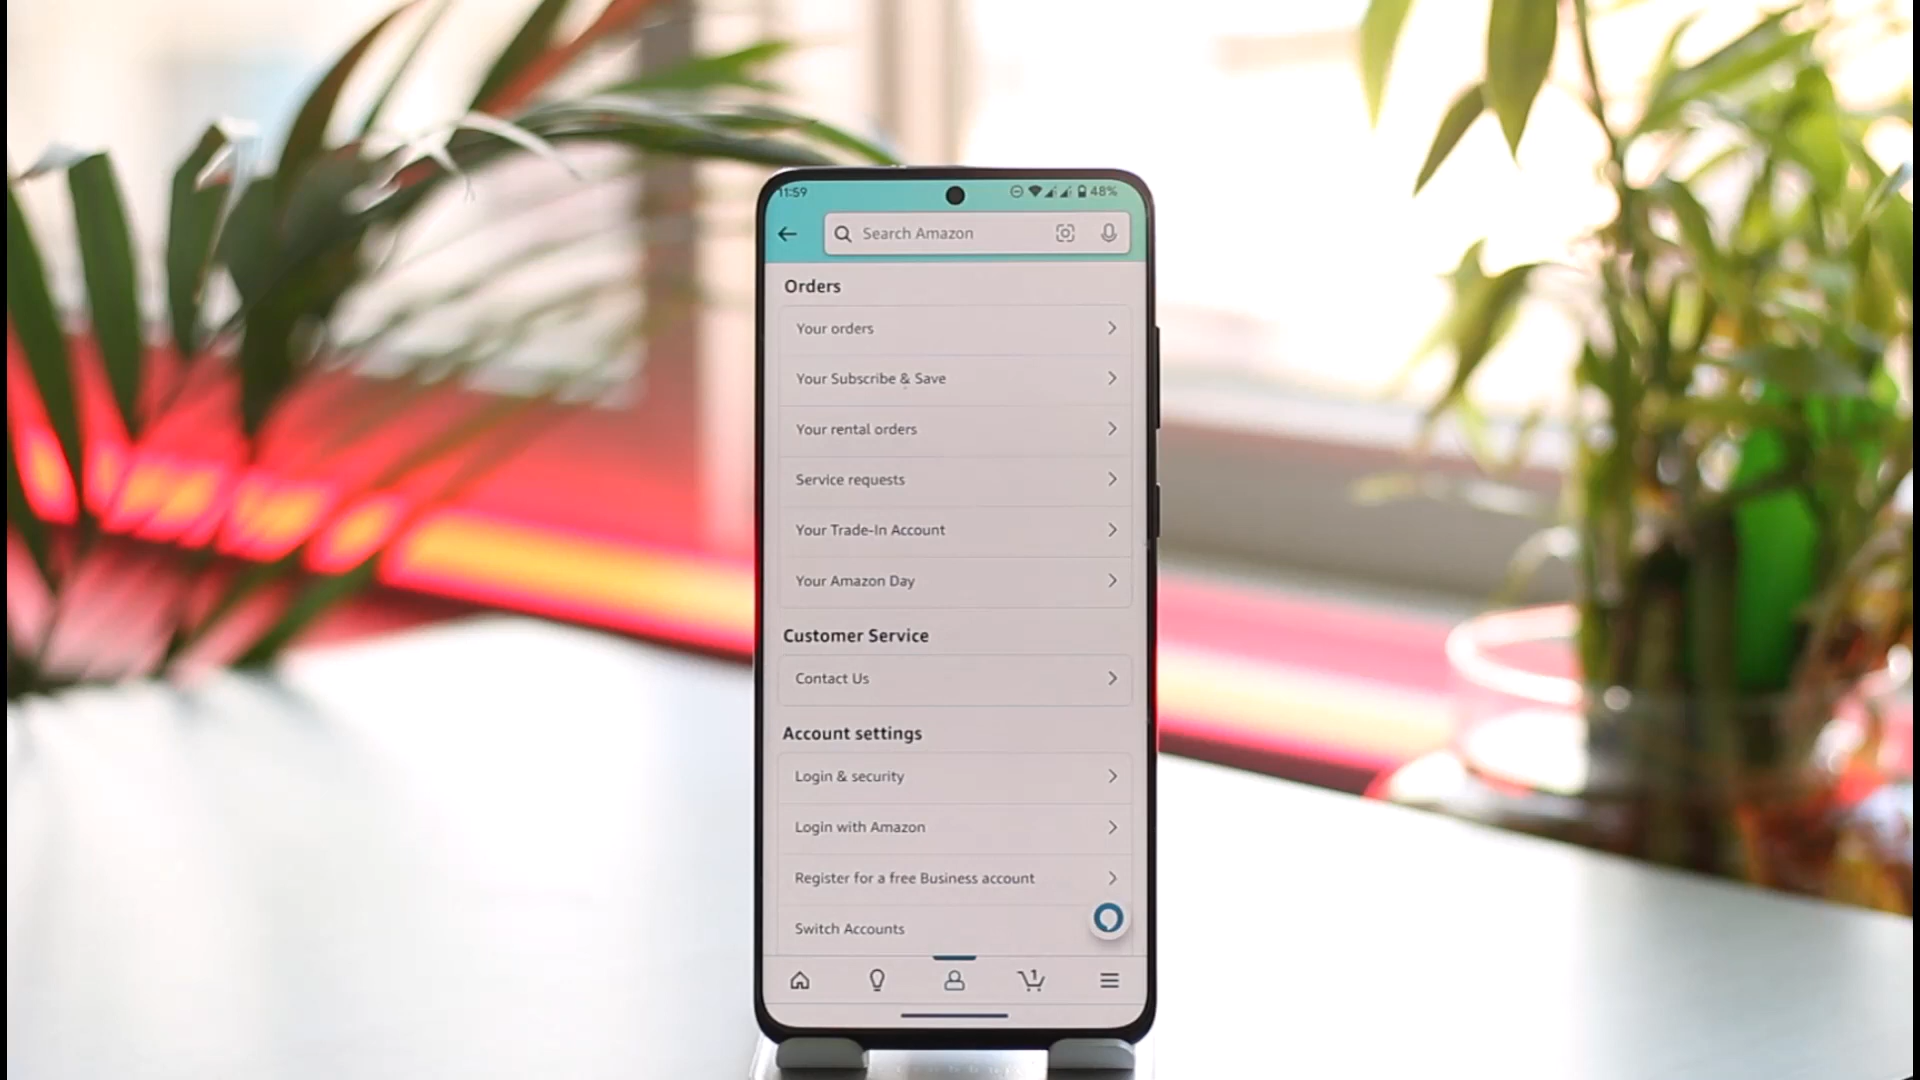 11:59
48%
Search Amazon
Orders
Your orders
Your Subscribe & Save
Your rental orders
Service requests
Your Trade-In Account
Your Amazon Day
Customer Service
Contact Us
Account settings
Login & security
Login with Amazon
Register for a free Business account
Switch Accounts
1